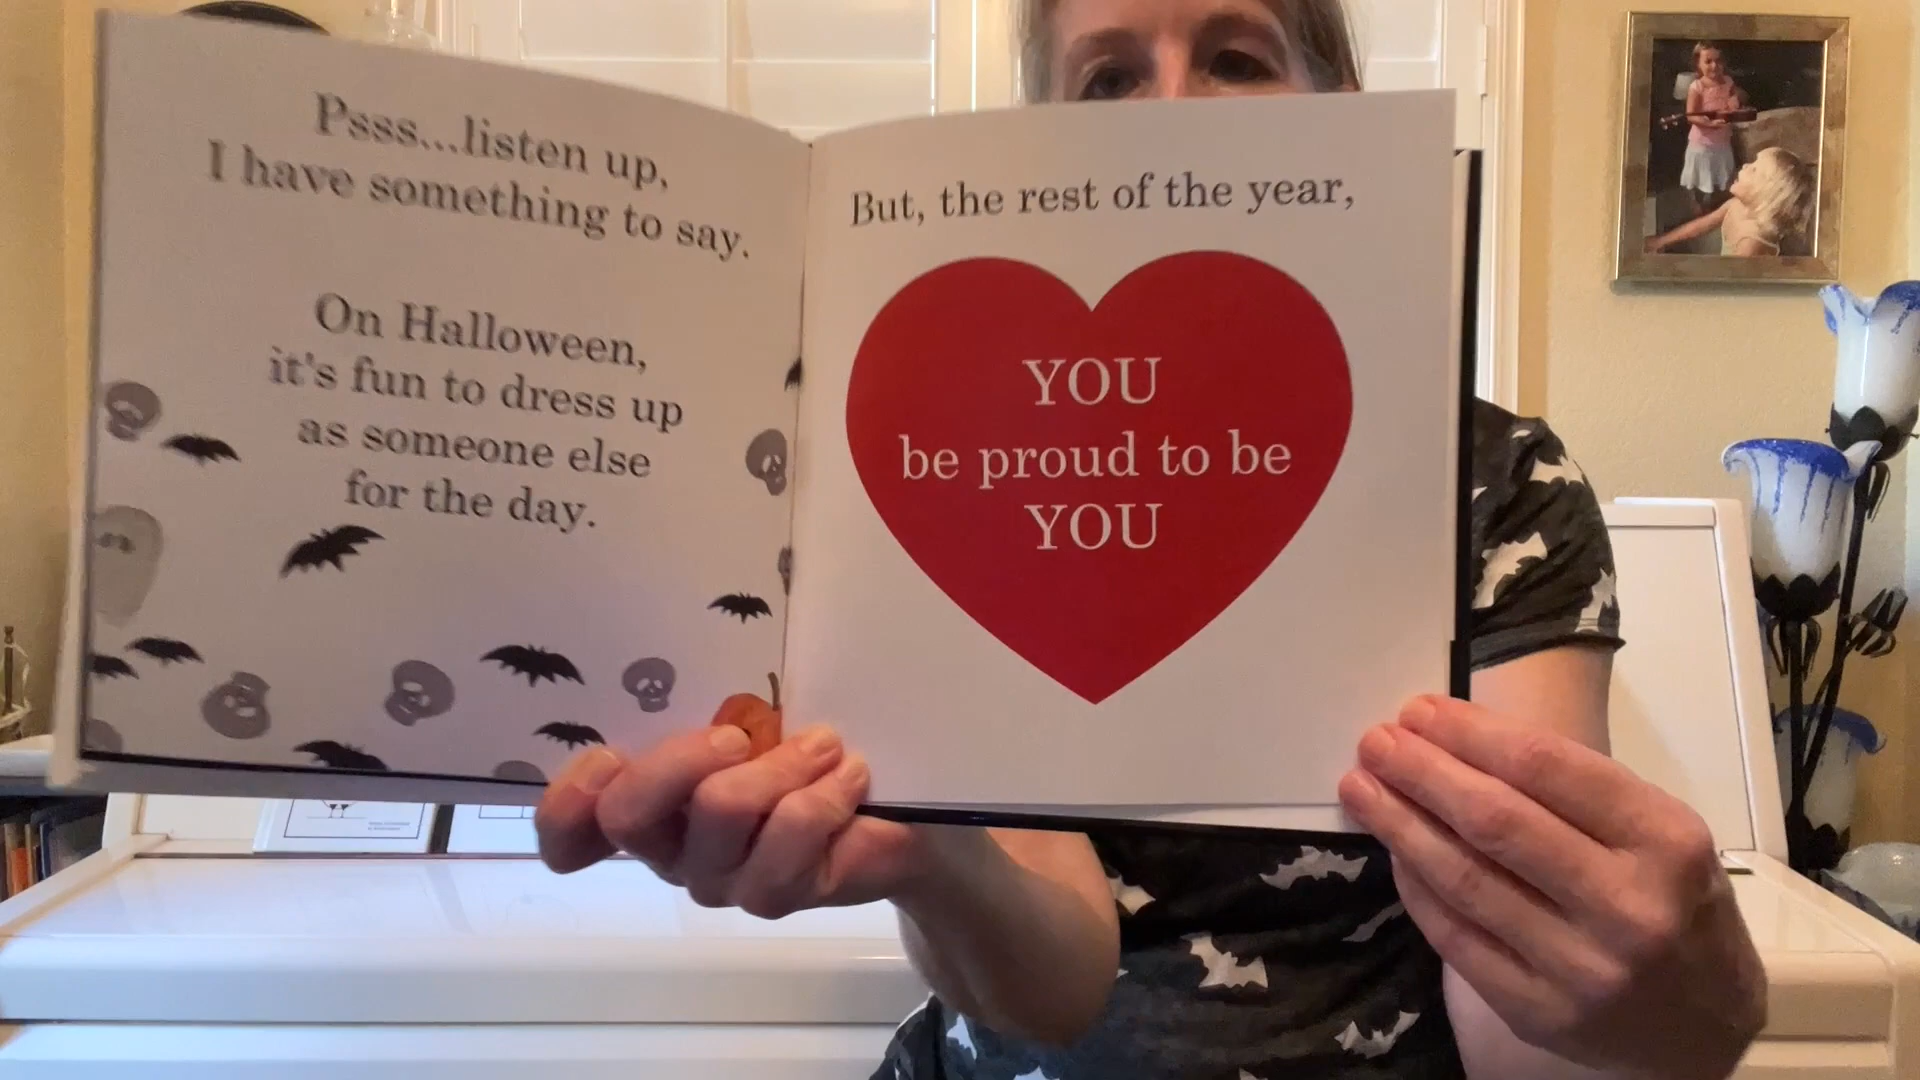 Psss...listen up,
I have something to say.
On Halloween,
it's fun to dress up
as someone else
for the day.
But, the rest of the year,
YOU
be proud to be
YOU